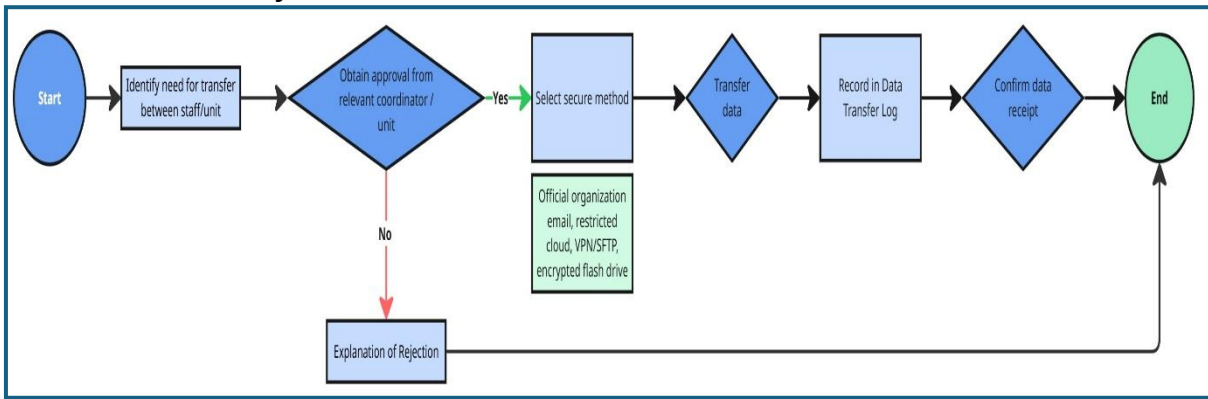 Start
Identify need for transfer
between staff/unit
Obtain approval from
relevant coordinator /
unit
Yes
Select secure method
Transfer
data
Record in Data
Transfer Log
Confirm data
receipt
End
Official organization
email, restricted
cloud, VPN/SFTP,
encrypted flash drive
No
Explanation of Rejection